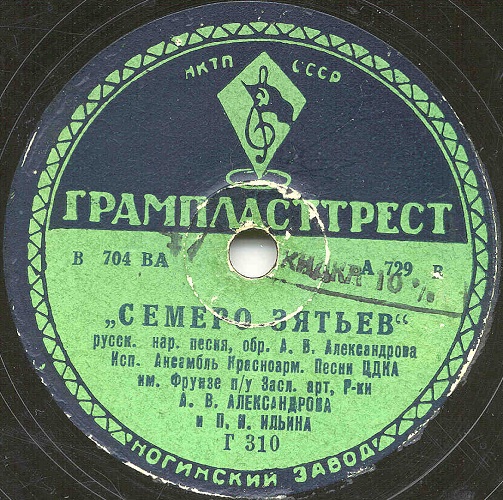 НКТП СССР
ГРАМПЛАСТТРЕСТ
В 704 ВА
А 729 в
СКИДКА 10%
„СЕМЕРО ЗЯТЬЕВ“
русск. нар. песня, обр. А. В. Александрова
Исп. Ансамбль Красноарм. Песни ЦДКА
им. Фрунзе п/у Засл. арт. Р-ки
А. В. АЛЕКСАНДРОВА
и П. И. ИЛЬИНА
Г 310
НОГИНСКИЙ ЗАВОД